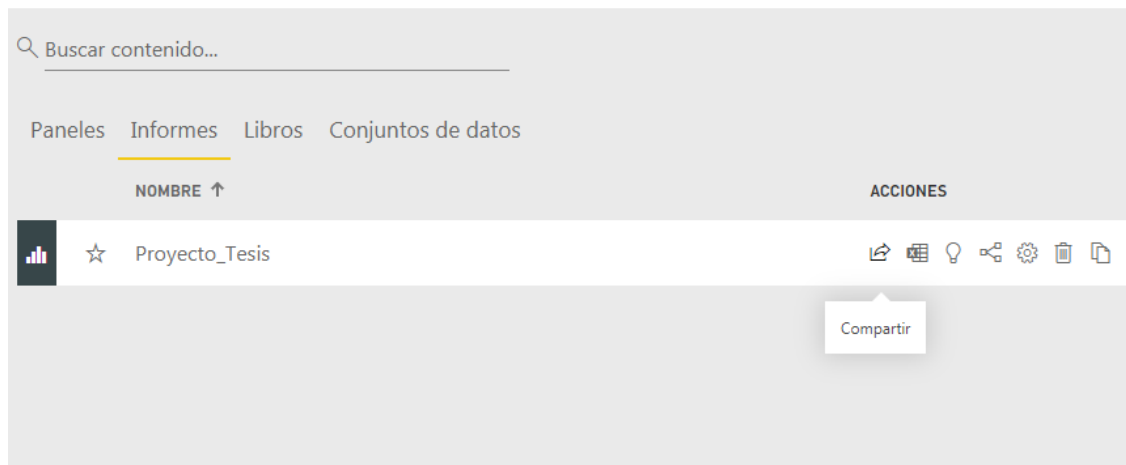 Buscar contenido...
Paneles Informes Libros Conjuntos de datos
NOMBRE ↑ ACCIONES
Proyecto_Tesis
Compartir